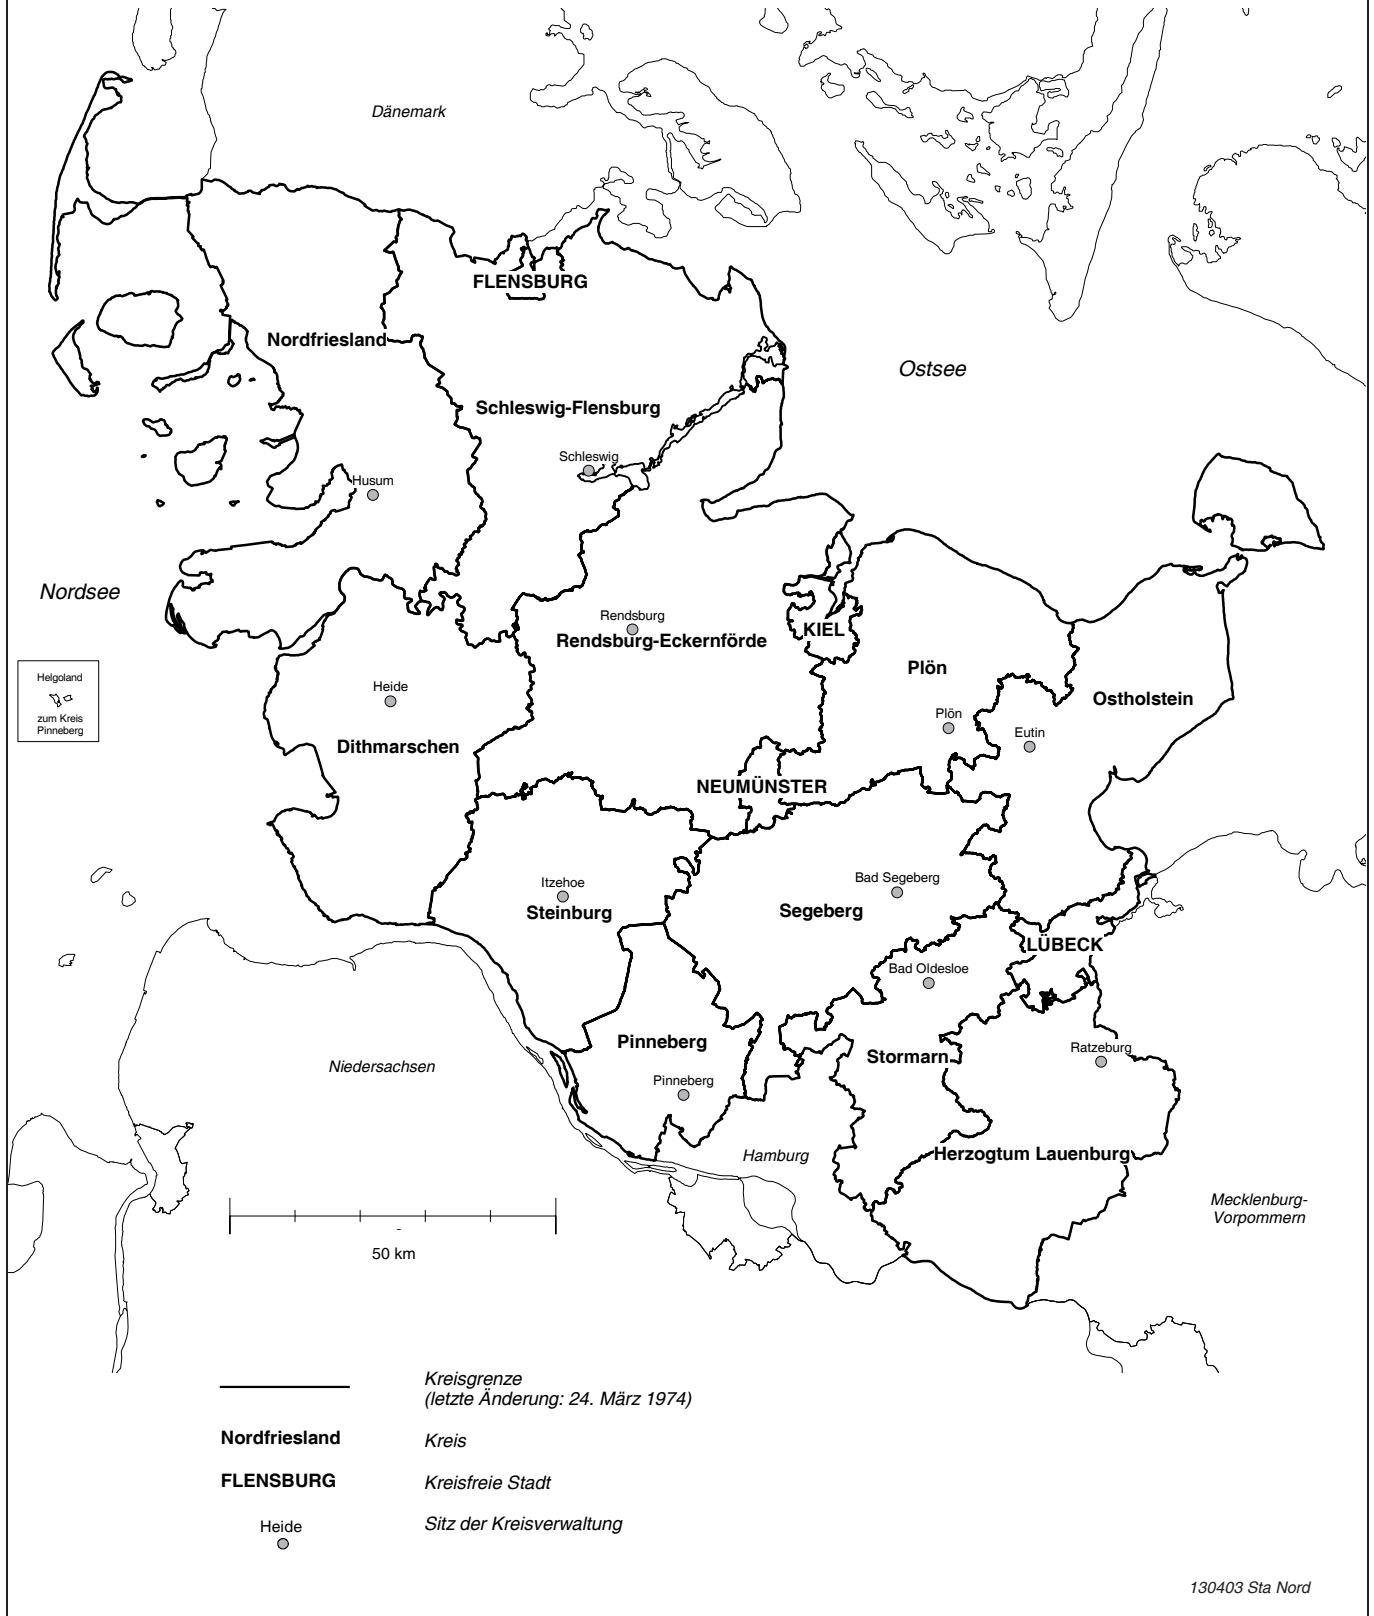 Dänemark
FLENSBURG
Nordfriesland
Ostsee
Schleswig-Flensburg
Schleswig
Husum
Nordsee
Rendsburg
Rendsburg-Eckernförde
KIEL
Plön
Helgoland
zum Kreis
Pinneberg
Heide
Ostholstein
Plön
Eutin
Dithmarschen
NEUMÜNSTER
Itzehoe
Steinburg
Bad Segeberg
Segeberg
LÜBECK
Bad Oldesloe
Pinneberg
Stormarn
Ratzeburg
Niedersachsen
Pinneberg
Hamburg
Herzogtum Lauenburg
Mecklenburg-
Vorpommern
50 km
Kreisgrenze
(letzte Änderung: 24. März 1974)
Nordfriesland Kreis
FLENSBURG Kreisfreie Stadt
Heide Sitz der Kreisverwaltung
130403 Sta Nord